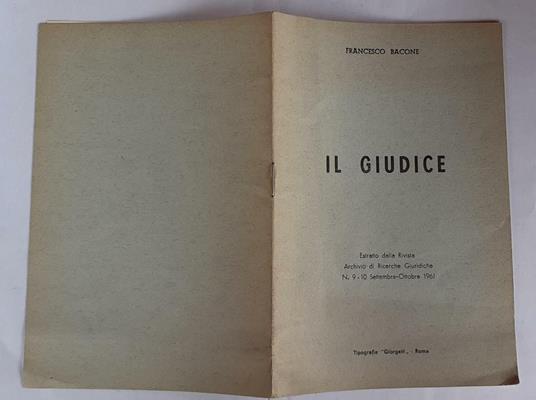 FRANCESCO BACONE
IL GIUDICE
Estratto dalla Rivista
Archivio di Ricerche Giuridiche
N. 9 - 10 Settembre-Ottobre 1961
Tipografia "Giorgetti„ - Roma